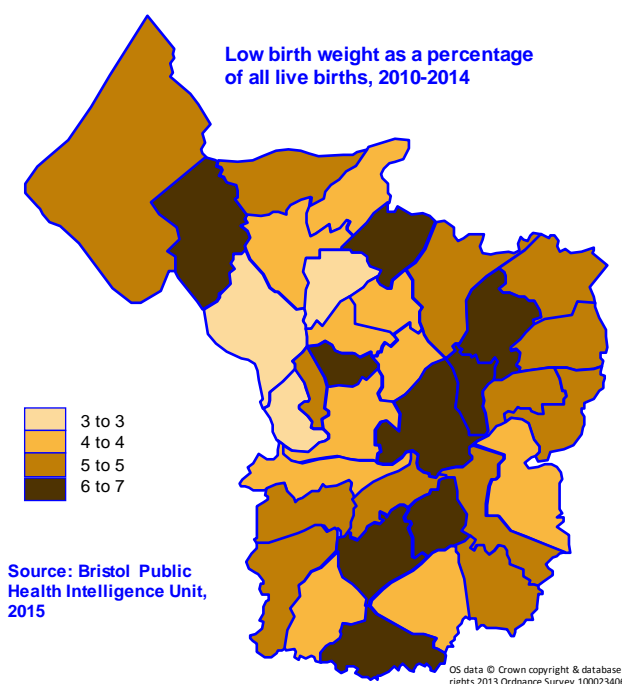 Low birth weight as a percentage
of all live births, 2010-2014
3 to 3
4 to 4
5 to 5
6 to 7
Source: Bristol Public
Health Intelligence Unit,
2015
OS data © Crown copyright & database
rights 2013 Ordnance Survey 100023406